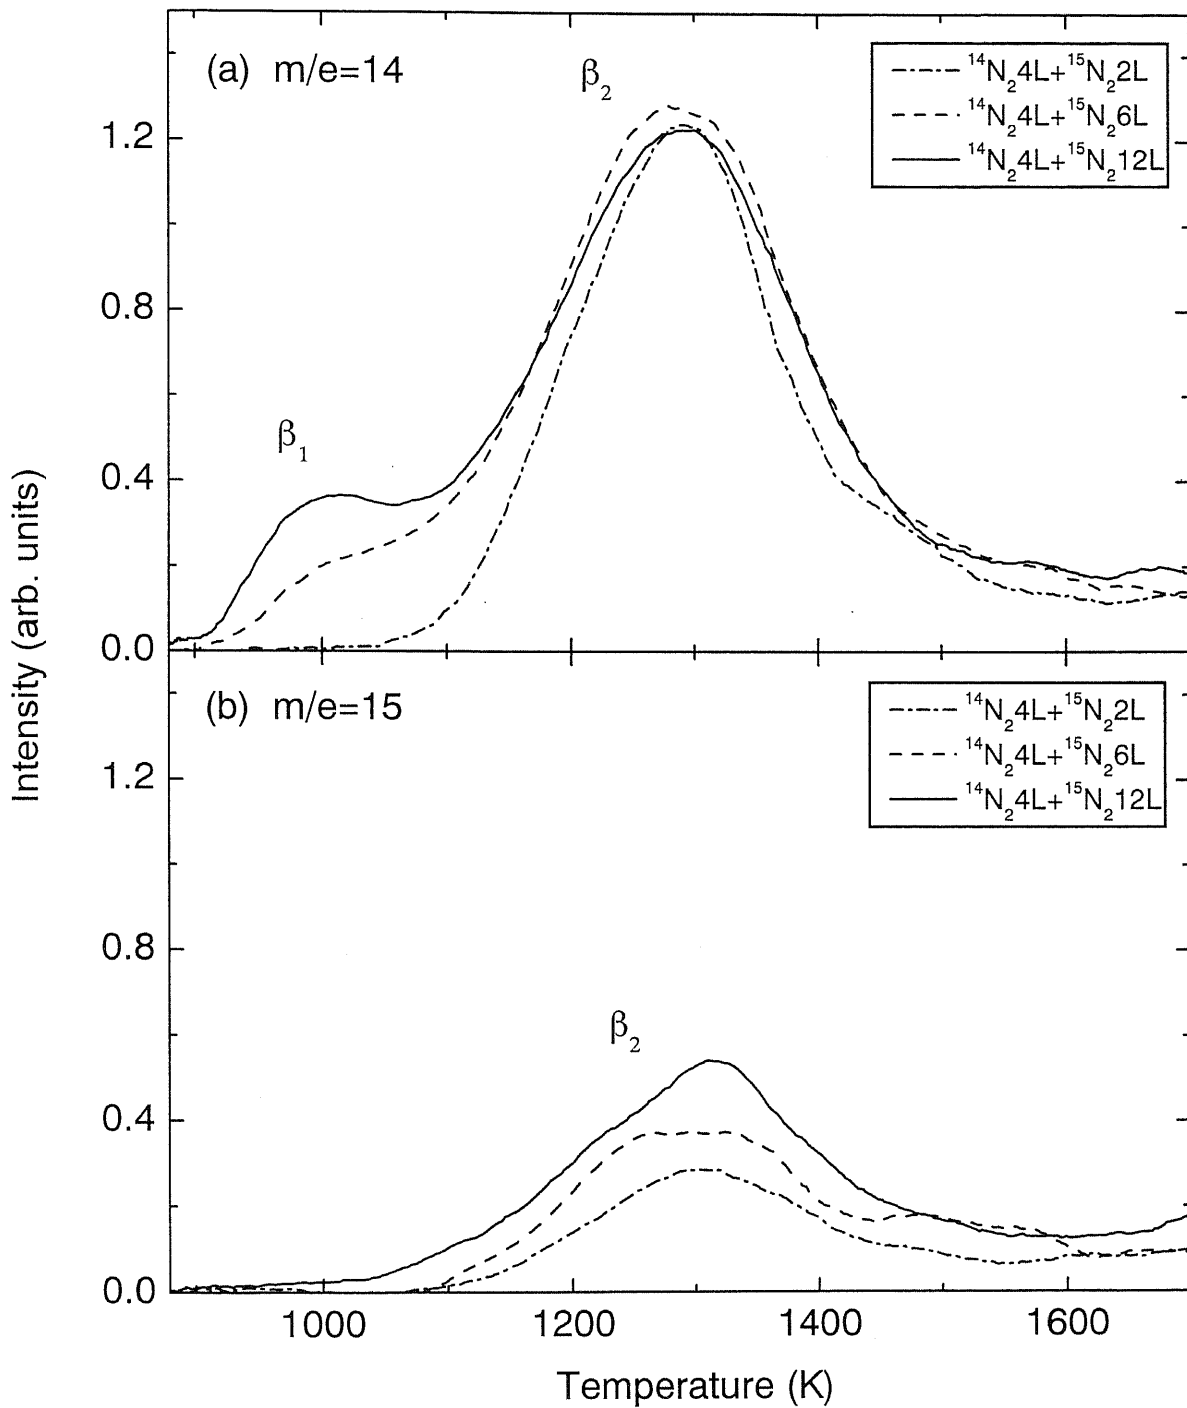 (a) m/e=14
β₂
¹⁴N₂4L+¹⁵N₂2L
¹⁴N₂4L+¹⁵N₂6L
¹⁴N₂4L+¹⁵N₂12L
1.2
0.8
β₁
0.4
0.0
Intensity (arb. units)
(b) m/e=15
¹⁴N₂4L+¹⁵N₂2L
¹⁴N₂4L+¹⁵N₂6L
¹⁴N₂4L+¹⁵N₂12L
1.2
0.8
β₂
0.4
0.0
1000 1200 1400 1600
Temperature (K)